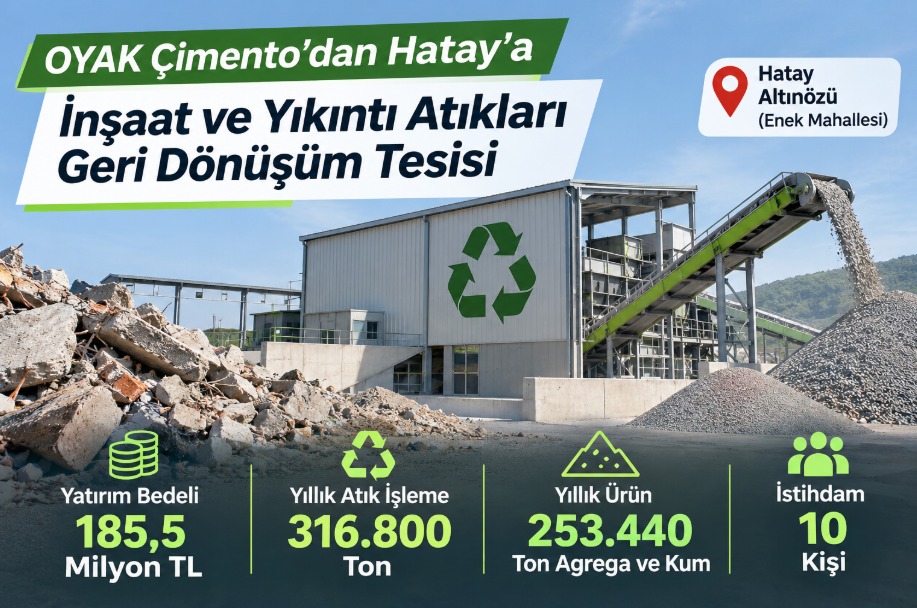 OYAK Çimento'dan Hatay'a
İnşaat ve Yıkıntı Atıkları
Geri Dönüşüm Tesisi
Hatay
Altınözü
(Enek Mahallesi)
Yatırım Bedeli
185,5
Milyon TL
Yıllık Atık İşleme
316.800
Ton
Yıllık Ürün
253.440
Ton Agrega ve Kum
İstihdam
10
Kişi